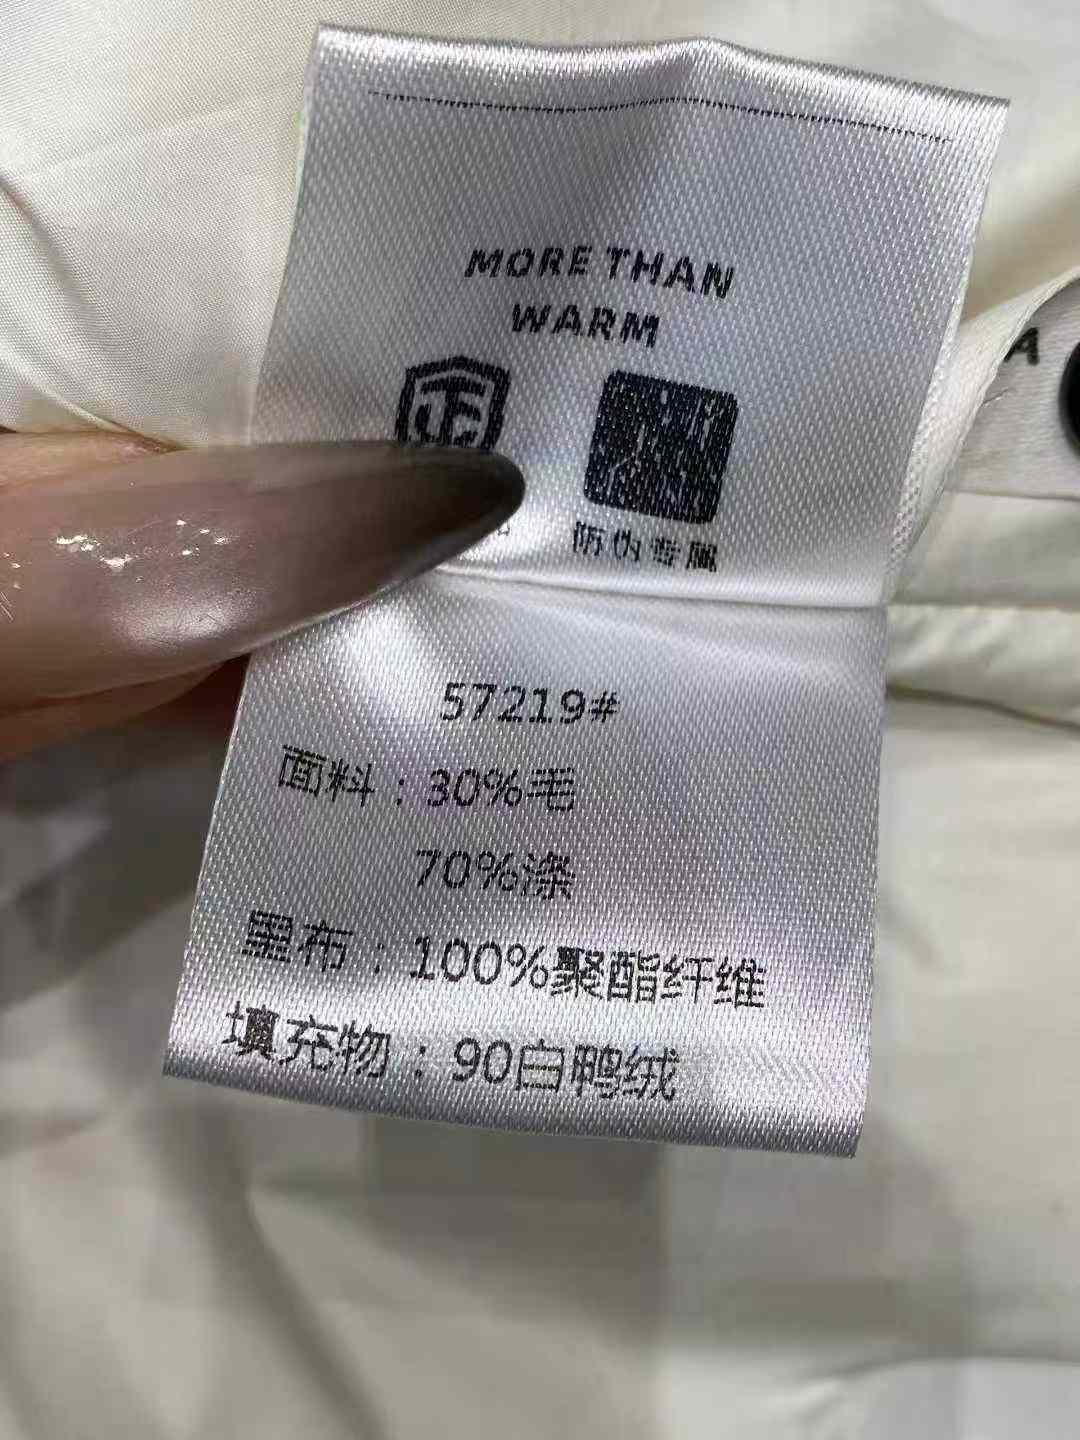 MORE THAN
WARM
防伪专属
A
57219#
面料：30%毛
70%涤
里布：100%聚酯纤维
填充物：90白鸭绒